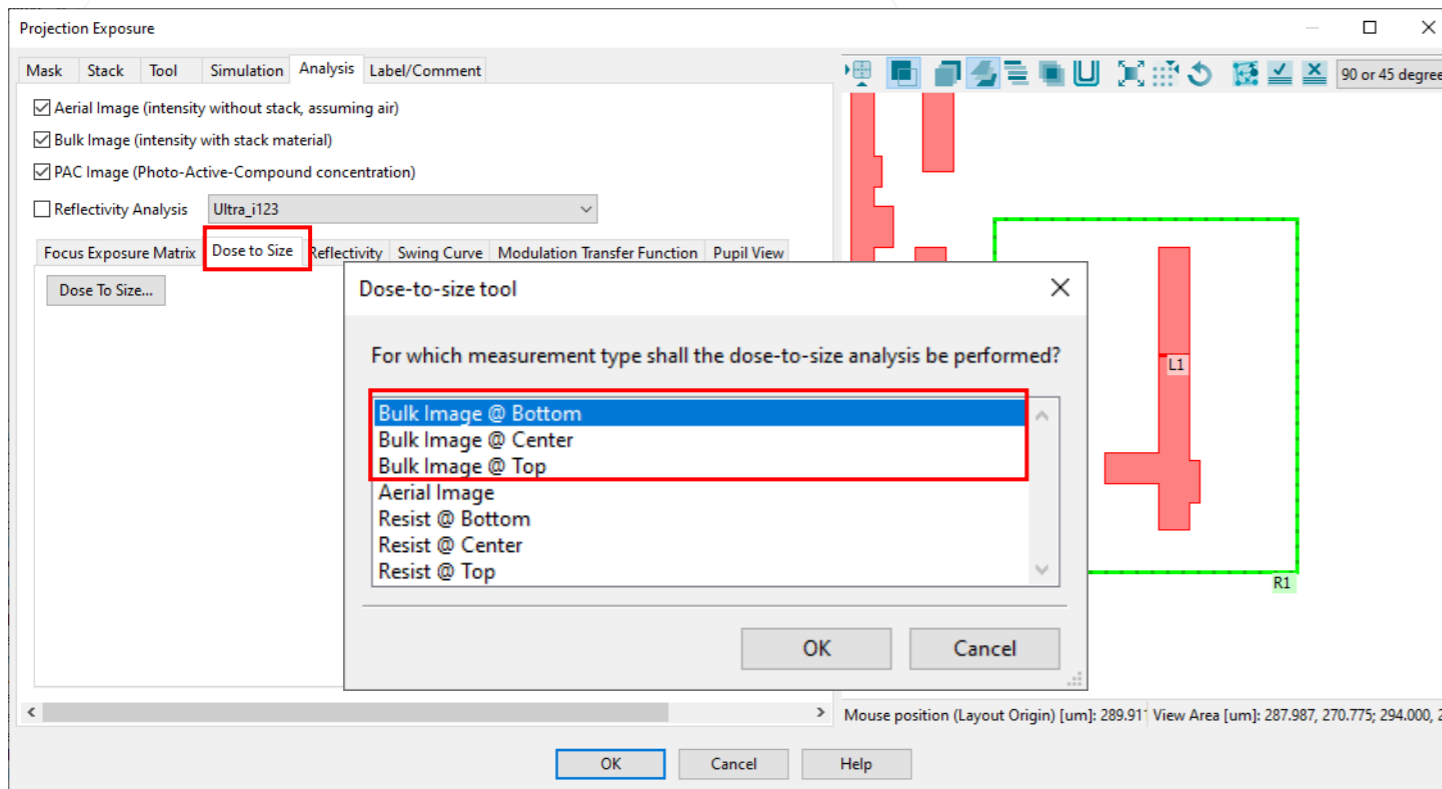 Projection Exposure
Mask Stack Tool Simulation Analysis Label/Comment
90 or 45 degree
Aerial Image (intensity without stack, assuming air)
Bulk Image (intensity with stack material)
PAC Image (Photo-Active-Compound concentration)
Reflectivity Analysis Ultra_i123
Focus Exposure Matrix Dose to Size Reflectivity Swing Curve Modulation Transfer Function Pupil View
Dose To Size...
Dose-to-size tool
For which measurement type shall the dose-to-size analysis be performed?
Bulk Image @ Bottom
Bulk Image @ Center
Bulk Image @ Top
Aerial Image
Resist @ Bottom
Resist @ Center
Resist @ Top
OK Cancel
L1
R1
Mouse position (Layout Origin) [um]: 289.911 View Area [um]: 287.987, 270.775; 294.000, 2
OK Cancel Help